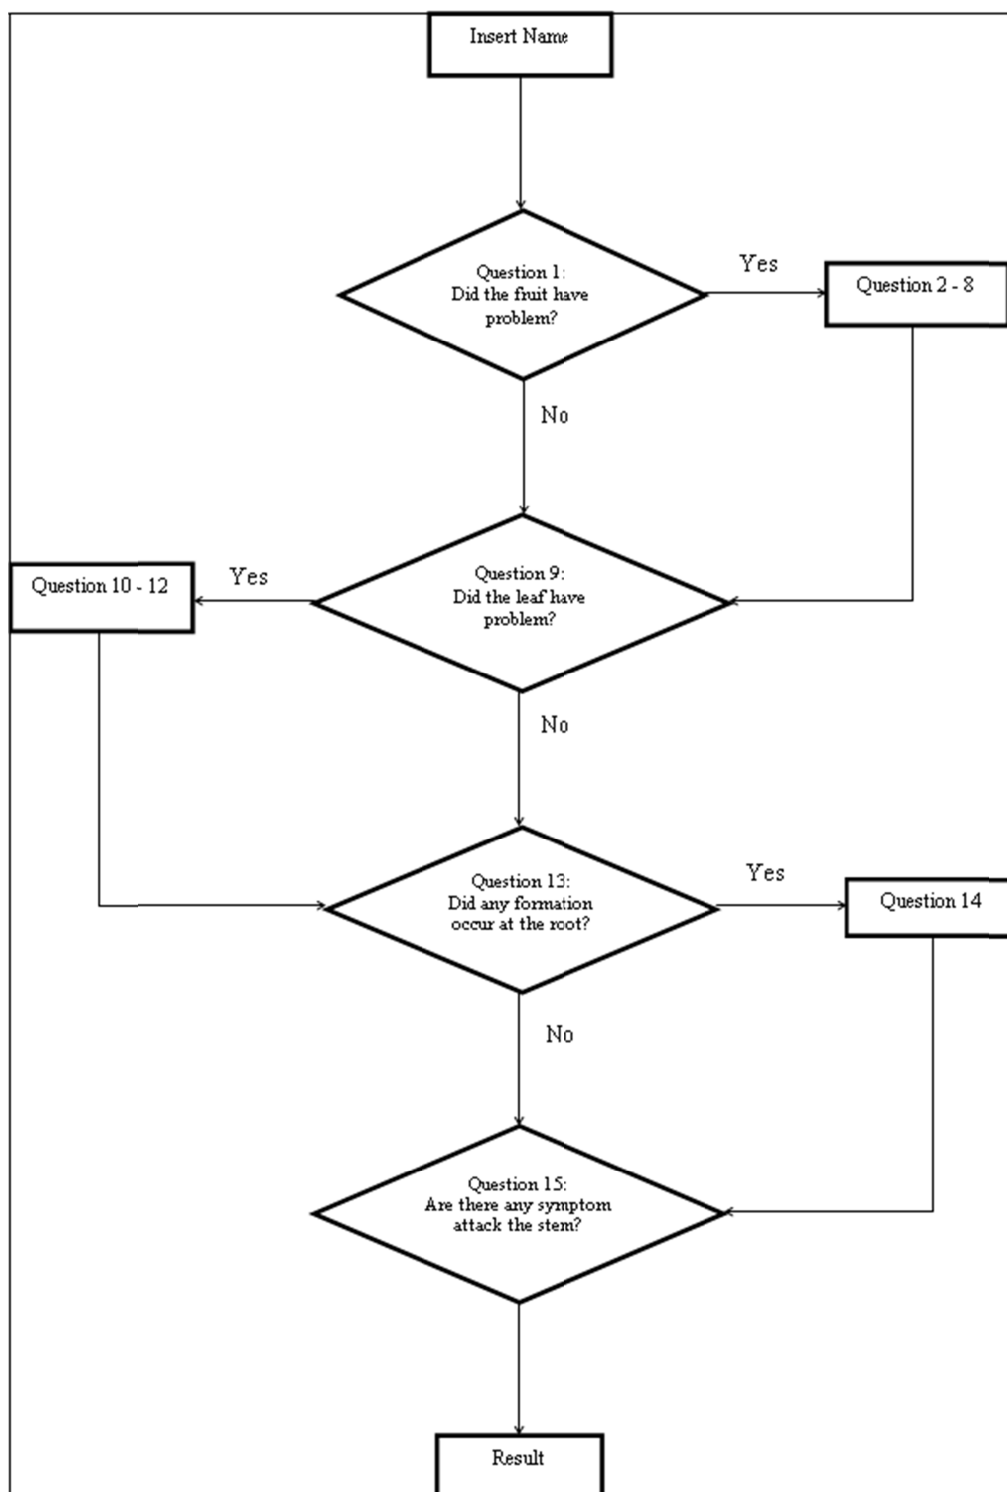 Insert Name
Question 1:
Did the fruit have
problem?
Yes
Question 2 - 8
No
Question 9:
Did the leaf have
problem?
Yes
Question 10 - 12
No
Question 13:
Did any formation
occur at the root?
Yes
Question 14
No
Question 15:
Are there any symptom
attack the stem?
Result